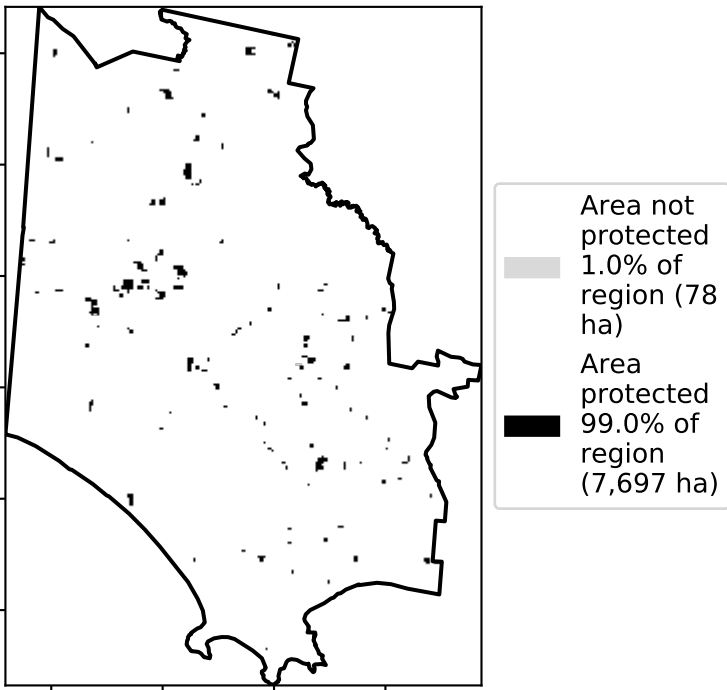 Area not
protected
1.0% of
region (78
ha)
Area
protected
99.0% of
region
(7,697 ha)